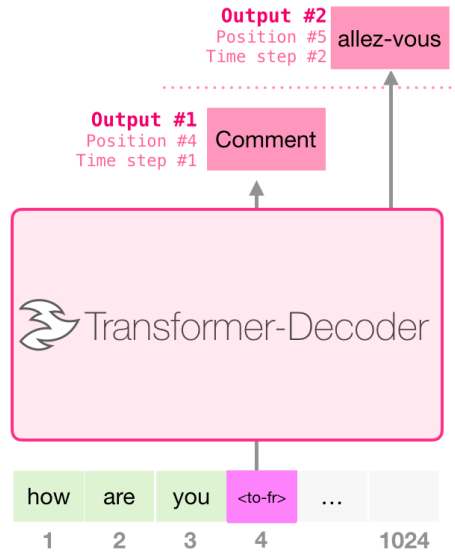 Output #2
Position #5
Time step #2
allez-vous
Output #1
Position #4
Time step #1
Comment
Transformer-Decoder
how are you <to-fr> ...
1 2 3 4 1024